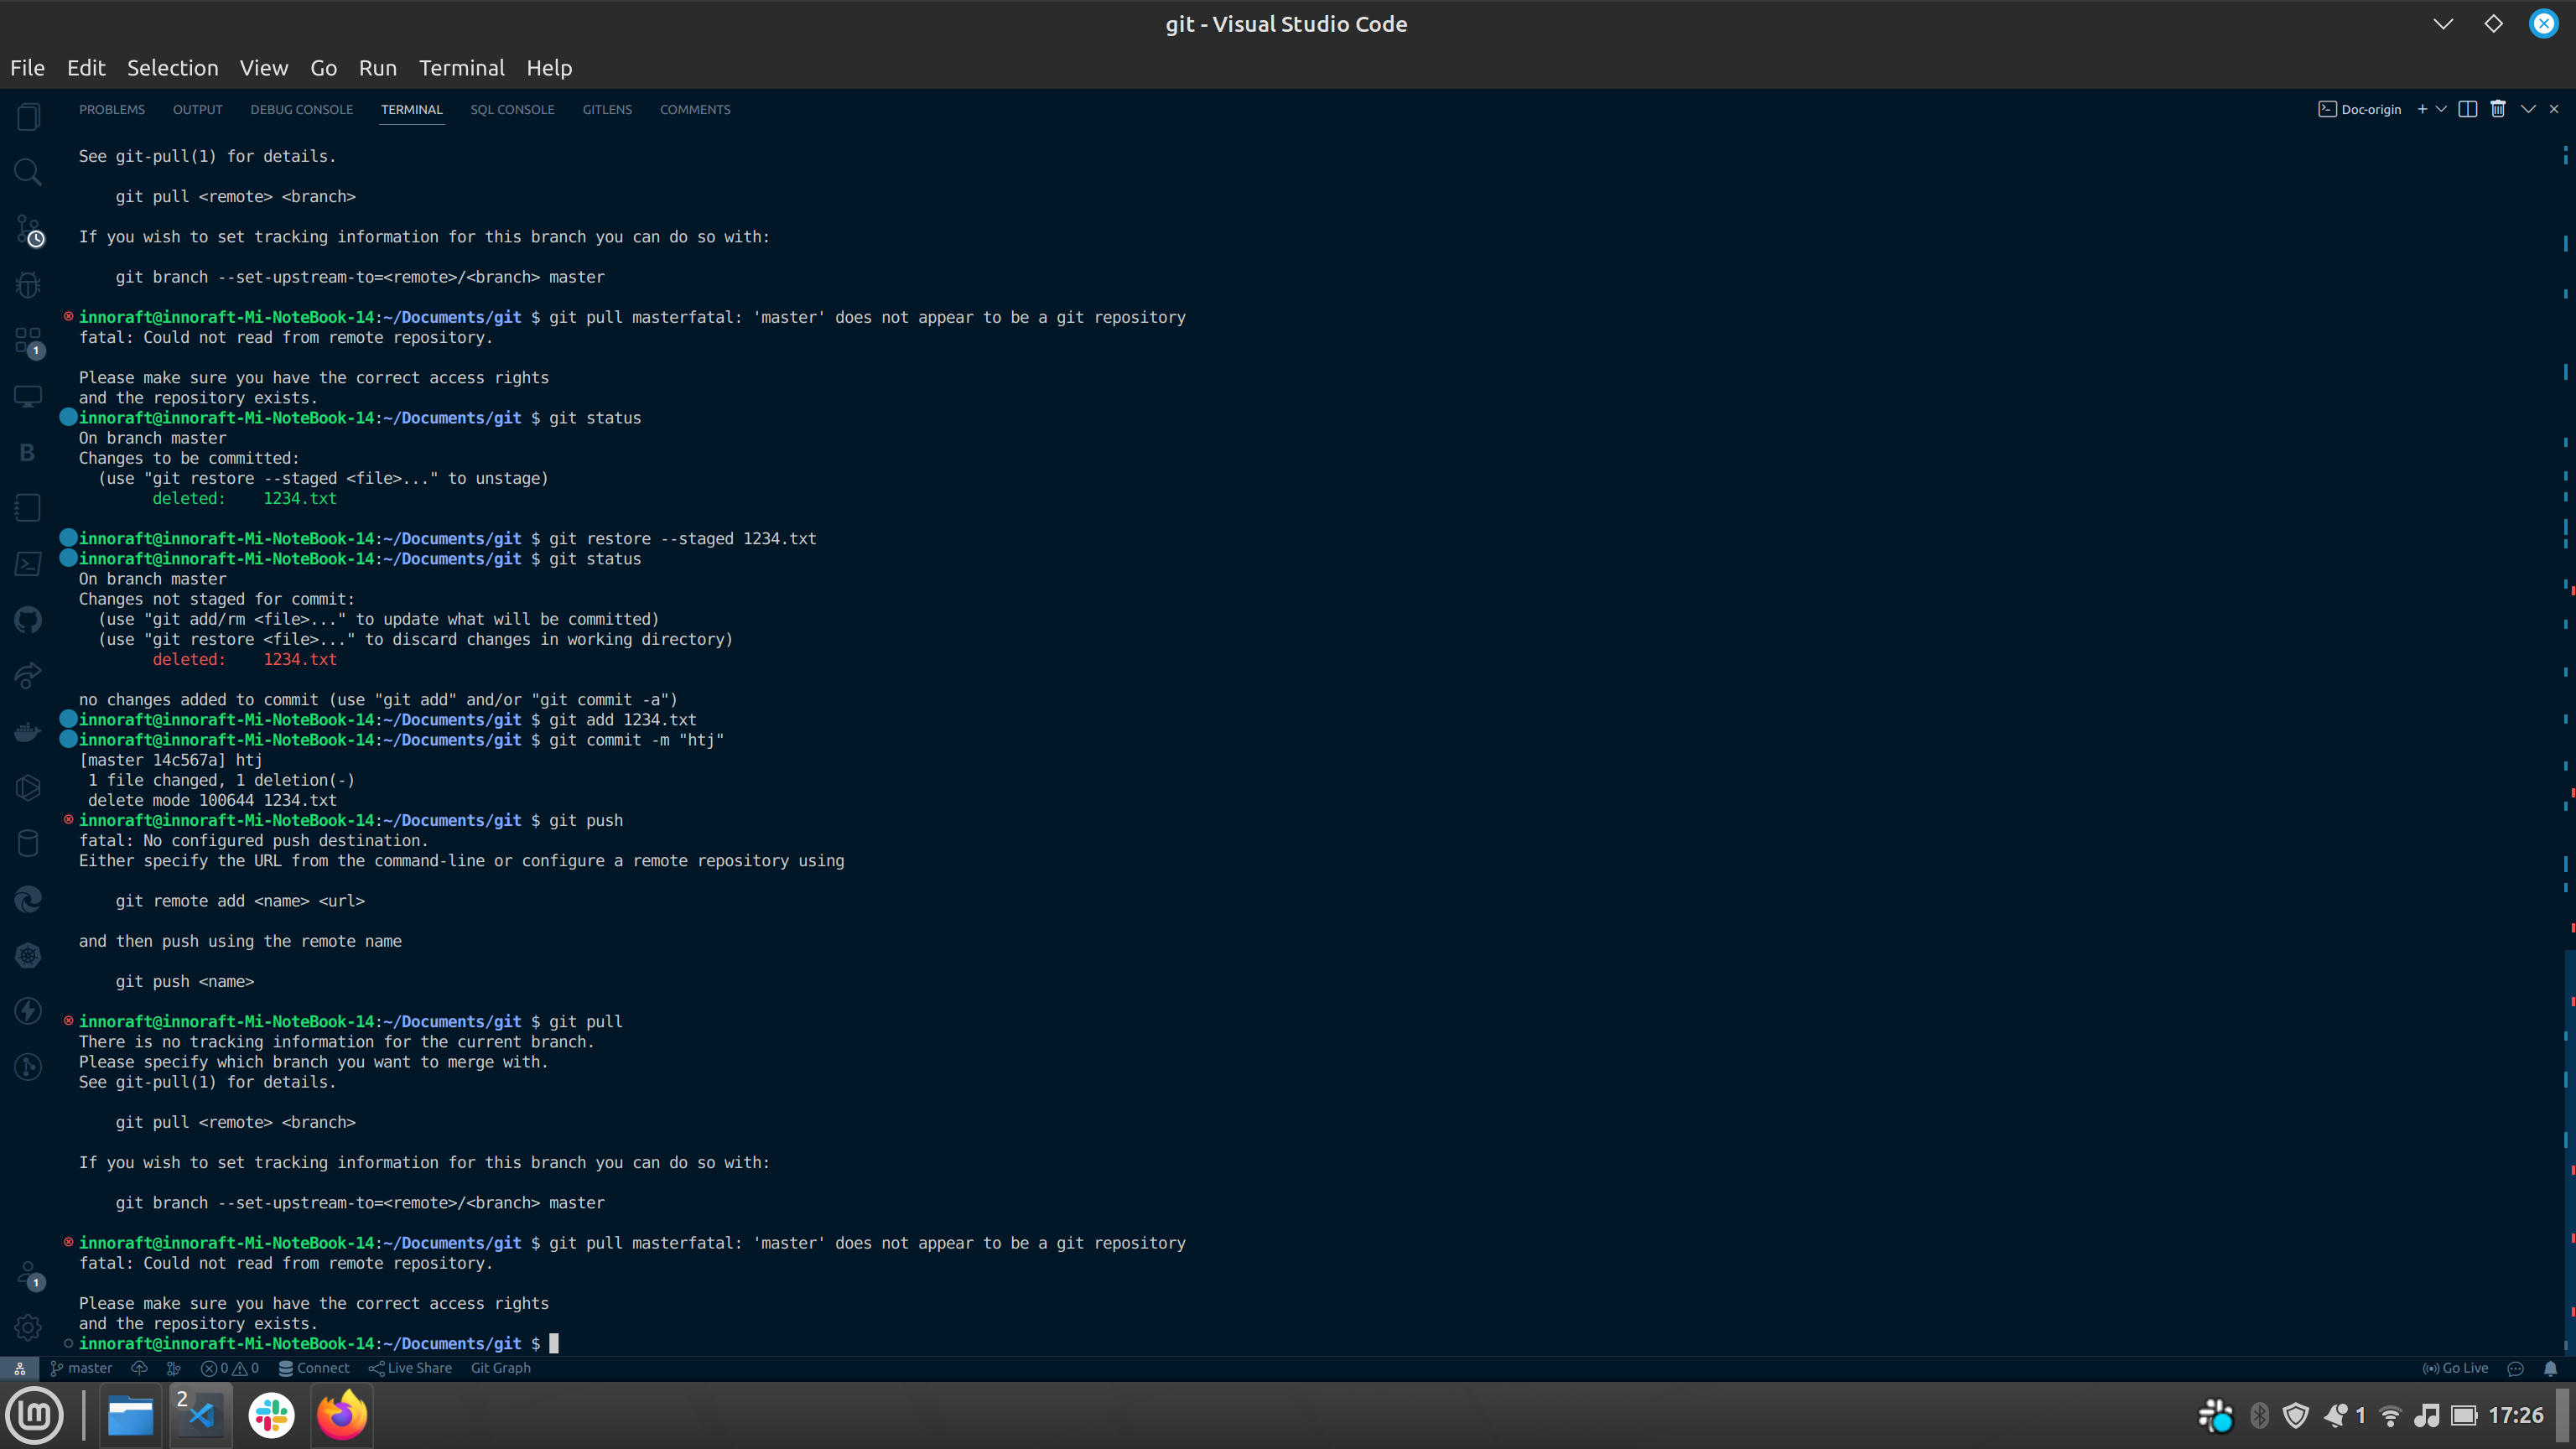 git - Visual Studio Code
File Edit Selection View Go Run Terminal Help
PROBLEMS OUTPUT DEBUG CONSOLE TERMINAL SQL CONSOLE GITLENS COMMENTS
Doc-origin
See git-pull(1) for details.
git pull <remote> <branch>
If you wish to set tracking information for this branch you can do so with:
git branch --set-upstream-to=<remote>/<branch> master
innoraft@innoraft-Mi-NoteBook-14:~/Documents/git $ git pull masterfatal: 'master' does not appear to be a git repository
fatal: Could not read from remote repository.
Please make sure you have the correct access rights
and the repository exists.
innoraft@innoraft-Mi-NoteBook-14:~/Documents/git $ git status
On branch master
Changes to be committed:
(use "git restore --staged <file>..." to unstage)
deleted: 1234.txt
innoraft@innoraft-Mi-NoteBook-14:~/Documents/git $ git restore --staged 1234.txt
innoraft@innoraft-Mi-NoteBook-14:~/Documents/git $ git status
On branch master
Changes not staged for commit:
(use "git add/rm <file>..." to update what will be committed)
(use "git restore <file>..." to discard changes in working directory)
deleted: 1234.txt
no changes added to commit (use "git add" and/or "git commit -a")
innoraft@innoraft-Mi-NoteBook-14:~/Documents/git $ git add 1234.txt
innoraft@innoraft-Mi-NoteBook-14:~/Documents/git $ git commit -m "htj"
[master 14c567a] htj
1 file changed, 1 deletion(-)
delete mode 100644 1234.txt
innoraft@innoraft-Mi-NoteBook-14:~/Documents/git $ git push
fatal: No configured push destination.
Either specify the URL from the command-line or configure a remote repository using
git remote add <name> <url>
and then push using the remote name
git push <name>
innoraft@innoraft-Mi-NoteBook-14:~/Documents/git $ git pull
There is no tracking information for the current branch.
Please specify which branch you want to merge with.
See git-pull(1) for details.
git pull <remote> <branch>
If you wish to set tracking information for this branch you can do so with:
git branch --set-upstream-to=<remote>/<branch> master
innoraft@innoraft-Mi-NoteBook-14:~/Documents/git $ git pull masterfatal: 'master' does not appear to be a git repository
fatal: Could not read from remote repository.
Please make sure you have the correct access rights
and the repository exists.
innoraft@innoraft-Mi-NoteBook-14:~/Documents/git $
1
B
1
master 0 0 Connect Live Share Git Graph Go Live
2
1 17:26